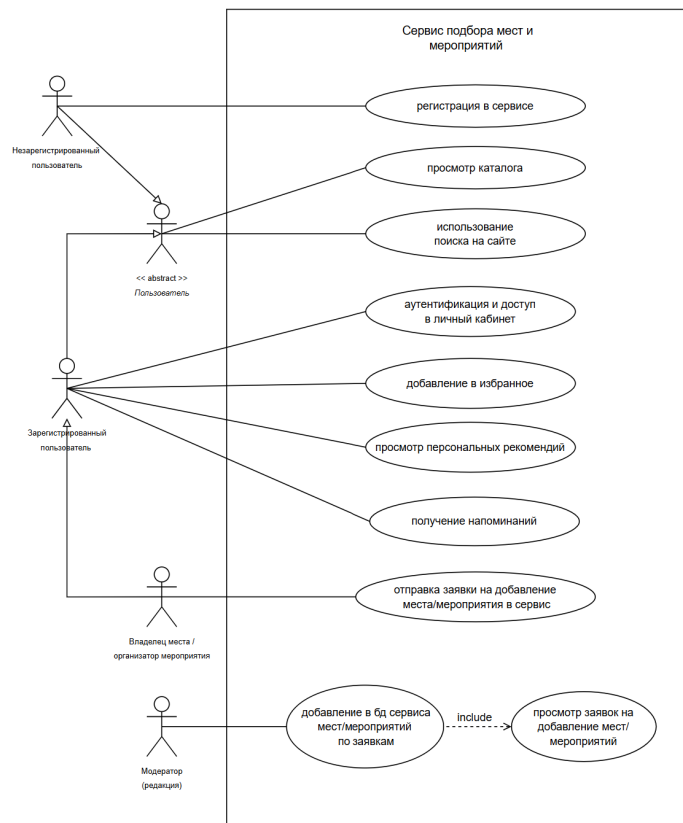 Сервис подбора мест и
мероприятий
регистрация в сервисе
Незарегистрированный
пользователь
просмотр каталога
использование
поиска на сайте
<< abstract >>
Пользователь
аутентификация и доступ
в личный кабинет
добавление в избранное
Зарегистрированный
пользователь
просмотр персональных рекомендий
получение напоминаний
отправка заявки на добавление
места/мероприятия в сервис
Владелец места /
организатор мероприятия
добавление в бд сервиса
мест/мероприятий
по заявкам
include
просмотр заявок на
добавление мест/
мероприятий
Модератор
(редакция)